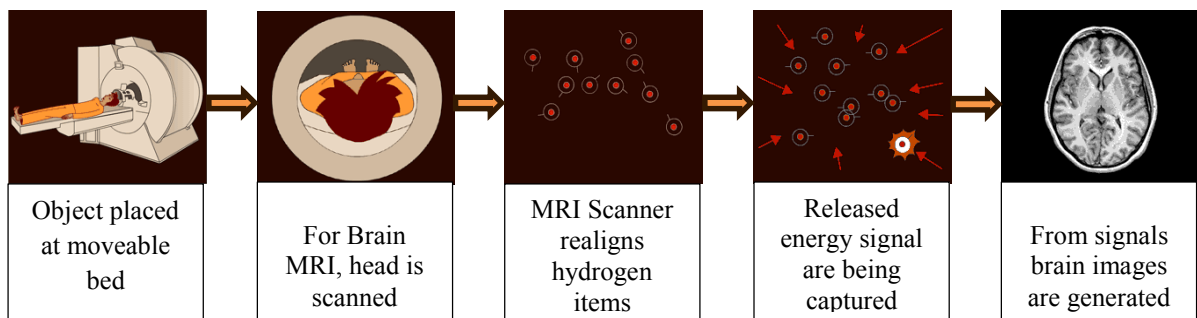 Object placed
at moveable
bed
For Brain
MRI, head is
scanned
MRI Scanner
realigns
hydrogen
items
Released
energy signal
are being
captured
From signals
brain images
are generated